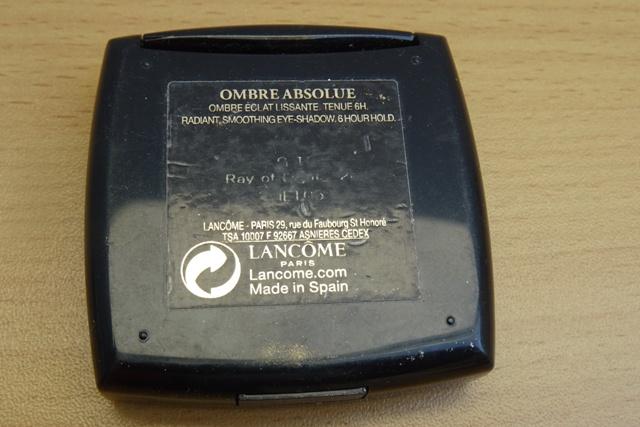 OMBRE ABSOLUE
OMBRE ÉCLAT LISSANTE. TENUE 6H.
RADIANT, SMOOTHING EYE-SHADOW. 6 HOUR HOLD.
Ray of
LANCÔME - PARIS 29, rue du Faubourg St Honoré
TSA 10007 F 92667 ASNIERES CEDEX
LANCÔME
PARIS
Lancome.com
Made in Spain